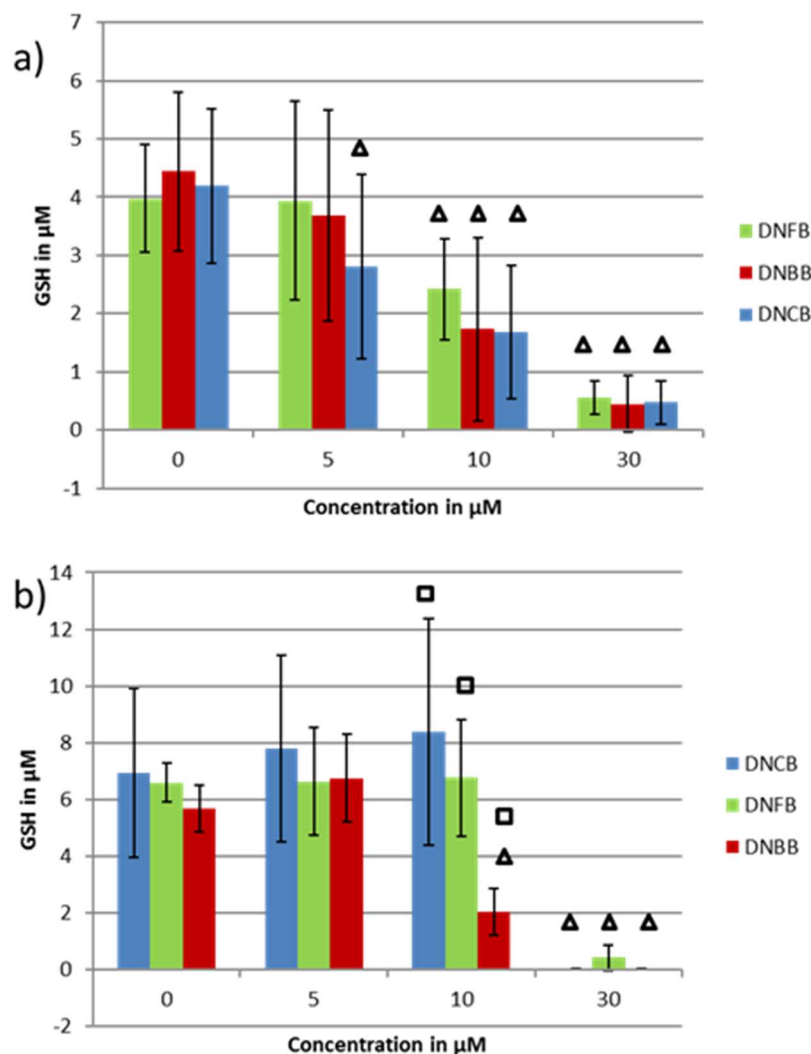 a)
7
6
5
4
3
2
1
0
-1
GSH in µM
0 5 10 30
Concentration in µM
DNFB
DNBB
DNCB
b)
14
12
10
8
6
4
2
0
-2
GSH in µM
0 5 10 30
Concentration in µM
DNCB
DNFB
DNBB